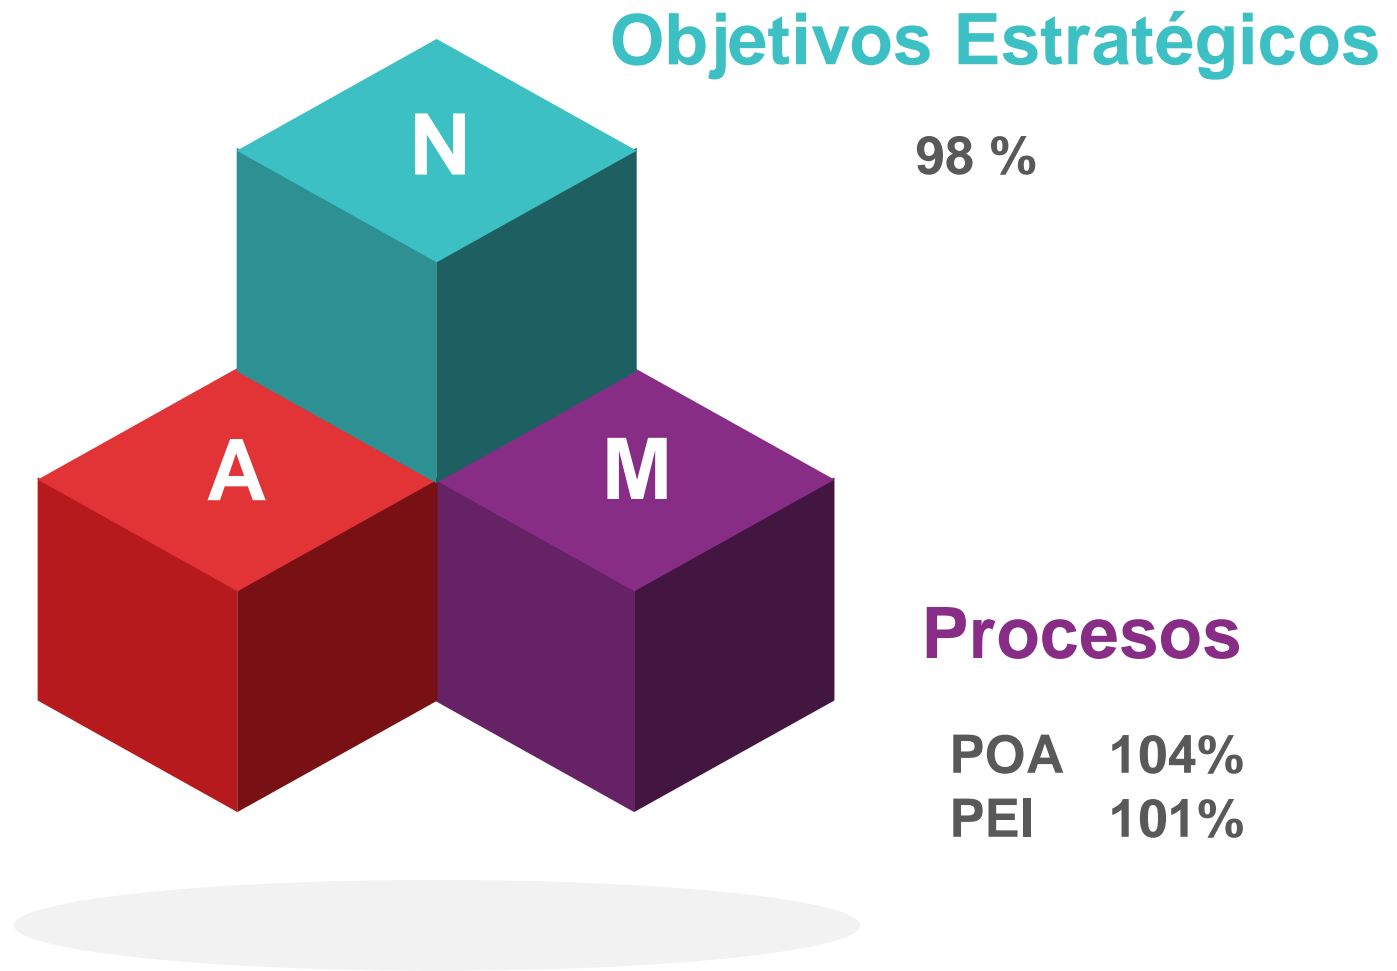 Objetivos Estratégicos
N
98 %
A
M
Procesos
POA 104%
PEI 101%